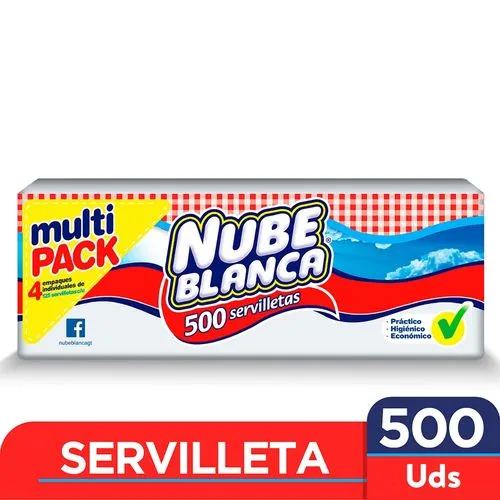 multi
PACK
4 empaques
individuales de
125 servilletas c/u
NUBE
BLANCA®
500 servilletas
nubeblancagt
• Práctico
• Higiénico
• Económico
SERVILLETA
500
Uds